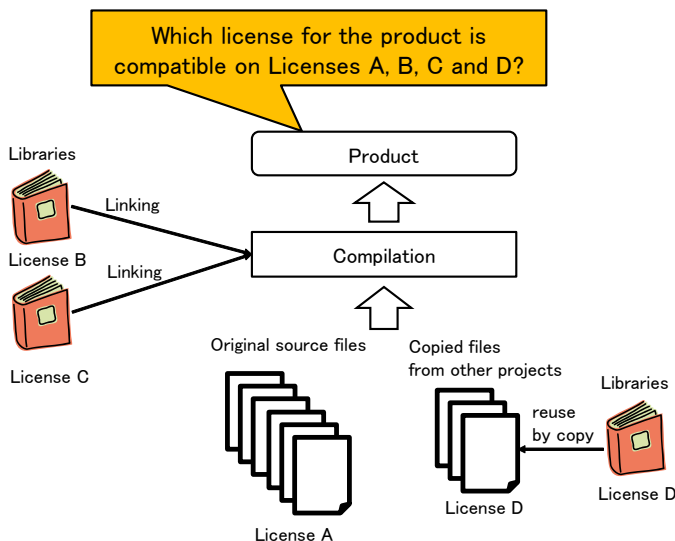 Which license for the product is
compatible on Licenses A, B, C and D?
Product
Libraries
Linking
License B
Compilation
Linking
License C
Original source files
Copied files
from other projects
Libraries
reuse
by copy
License D
License D
License A